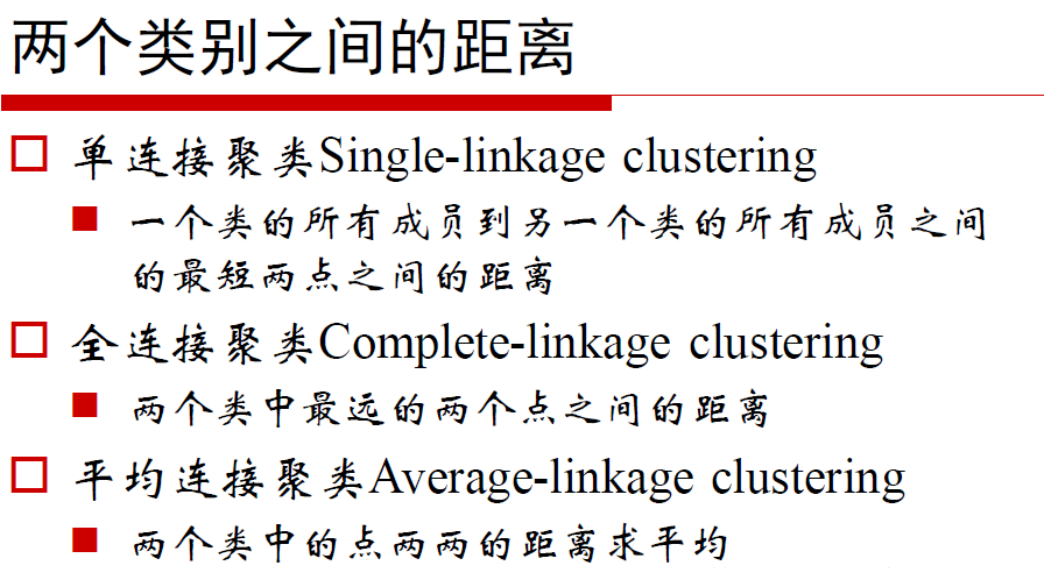 两个类别之间的距离
单连接聚类Single-linkage clustering
一个类的所有成员到另一个类的所有成员之间
的最短两点之间的距离
全连接聚类Complete-linkage clustering
两个类中最远的两个点之间的距离
平均连接聚类Average-linkage clustering
两个类中的点两两的距离求平均